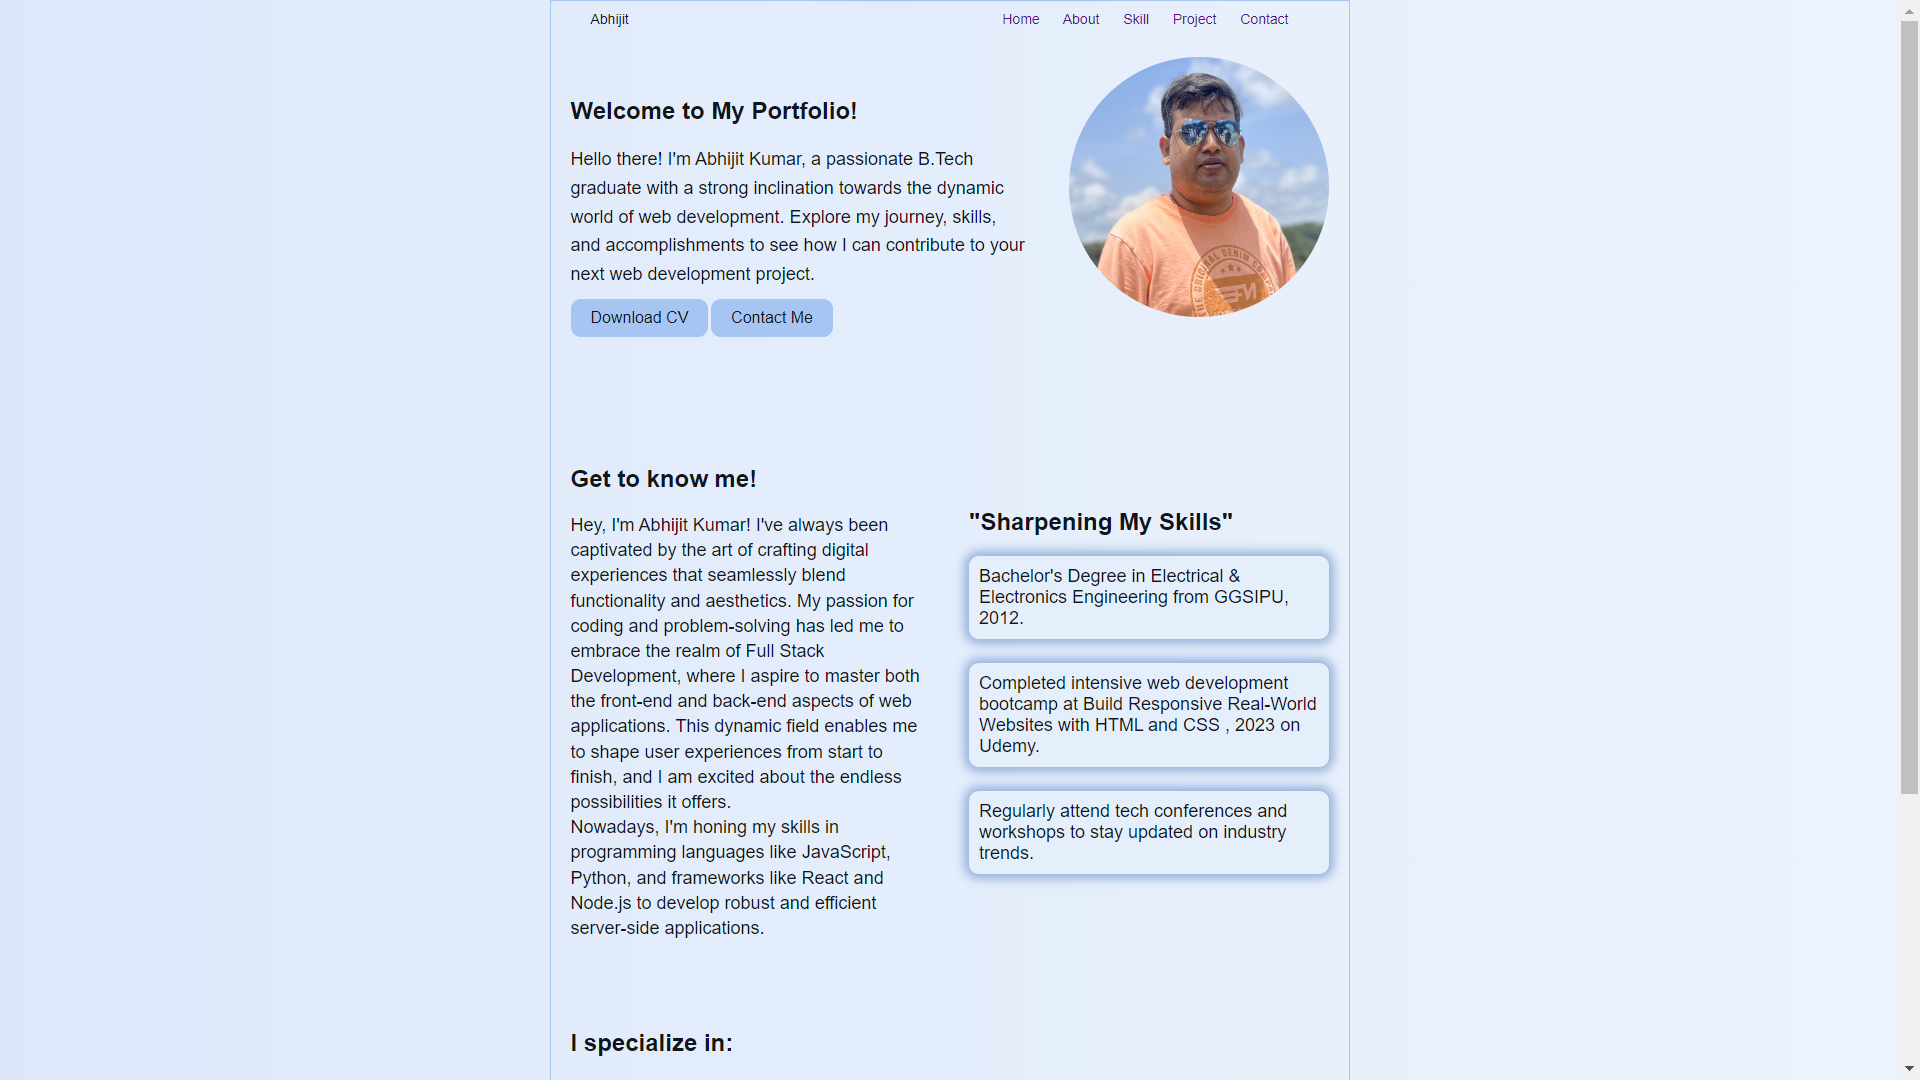 Abhijit
Home About Skill Project Contact
Welcome to My Portfolio!
Hello there! I'm Abhijit Kumar, a passionate B.Tech
graduate with a strong inclination towards the dynamic
world of web development. Explore my journey, skills,
and accomplishments to see how I can contribute to your
next web development project.
Download CV
Contact Me
ORIGINAL DENIM
Get to know me!
Hey, I'm Abhijit Kumar! I've always been
captivated by the art of crafting digital
experiences that seamlessly blend
functionality and aesthetics. My passion for
coding and problem-solving has led me to
embrace the realm of Full Stack
Development, where I aspire to master both
the front-end and back-end aspects of web
applications. This dynamic field enables me
to shape user experiences from start to
finish, and I am excited about the endless
possibilities it offers.
Nowadays, I'm honing my skills in
programming languages like JavaScript,
Python, and frameworks like React and
Node.js to develop robust and efficient
server-side applications.
"Sharpening My Skills"
Bachelor's Degree in Electrical &
Electronics Engineering from GGSIPU,
2012.
Completed intensive web development
bootcamp at Build Responsive Real-World
Websites with HTML and CSS , 2023 on
Udemy.
Regularly attend tech conferences and
workshops to stay updated on industry
trends.
I specialize in: